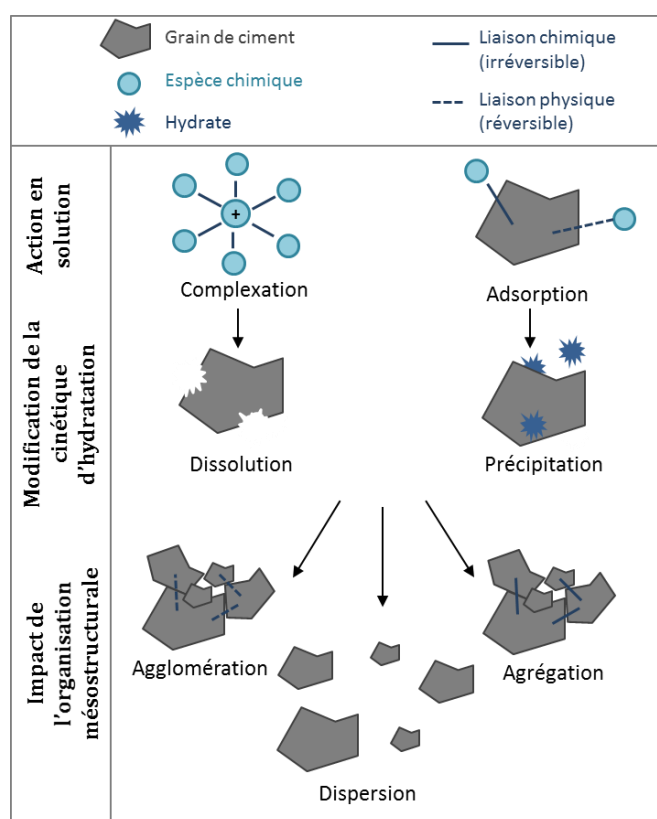 Grain de ciment
Espèce chimique
Hydrate
Liaison chimique
(irréversible)
Liaison physique
(réversible)
Action en
solution
+
Complexation
Adsorption
Modification de la
cinétique
d'hydratation
Dissolution
Précipitation
Impact de
l'organisation
mésostructurale
Agglomération
Agrégation
Dispersion